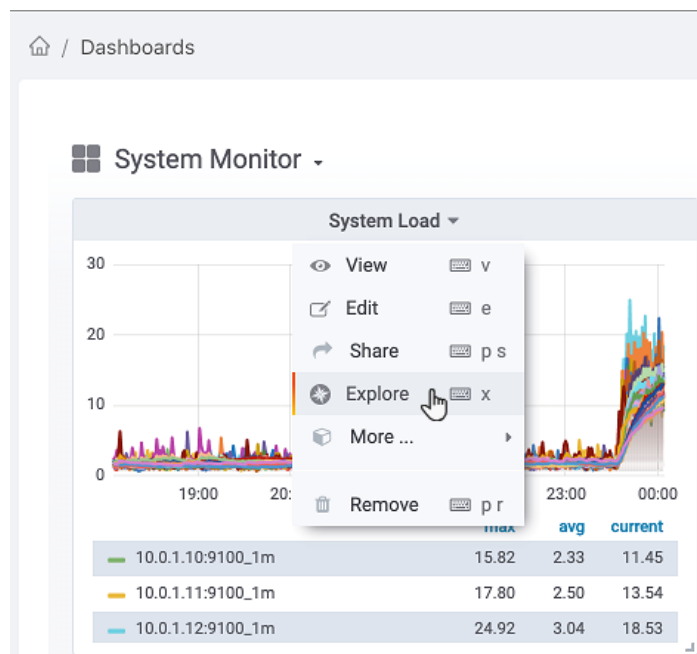 / Dashboards
System Monitor
System Load
View v
Edit e
Share p s
Explore x
More ...
Remove p r
30
20
10
0
19:00 20: 23:00 00:00
max avg current
10.0.1.10:9100_1m 15.82 2.33 11.45
10.0.1.11:9100_1m 17.80 2.50 13.54
10.0.1.12:9100_1m 24.92 3.04 18.53